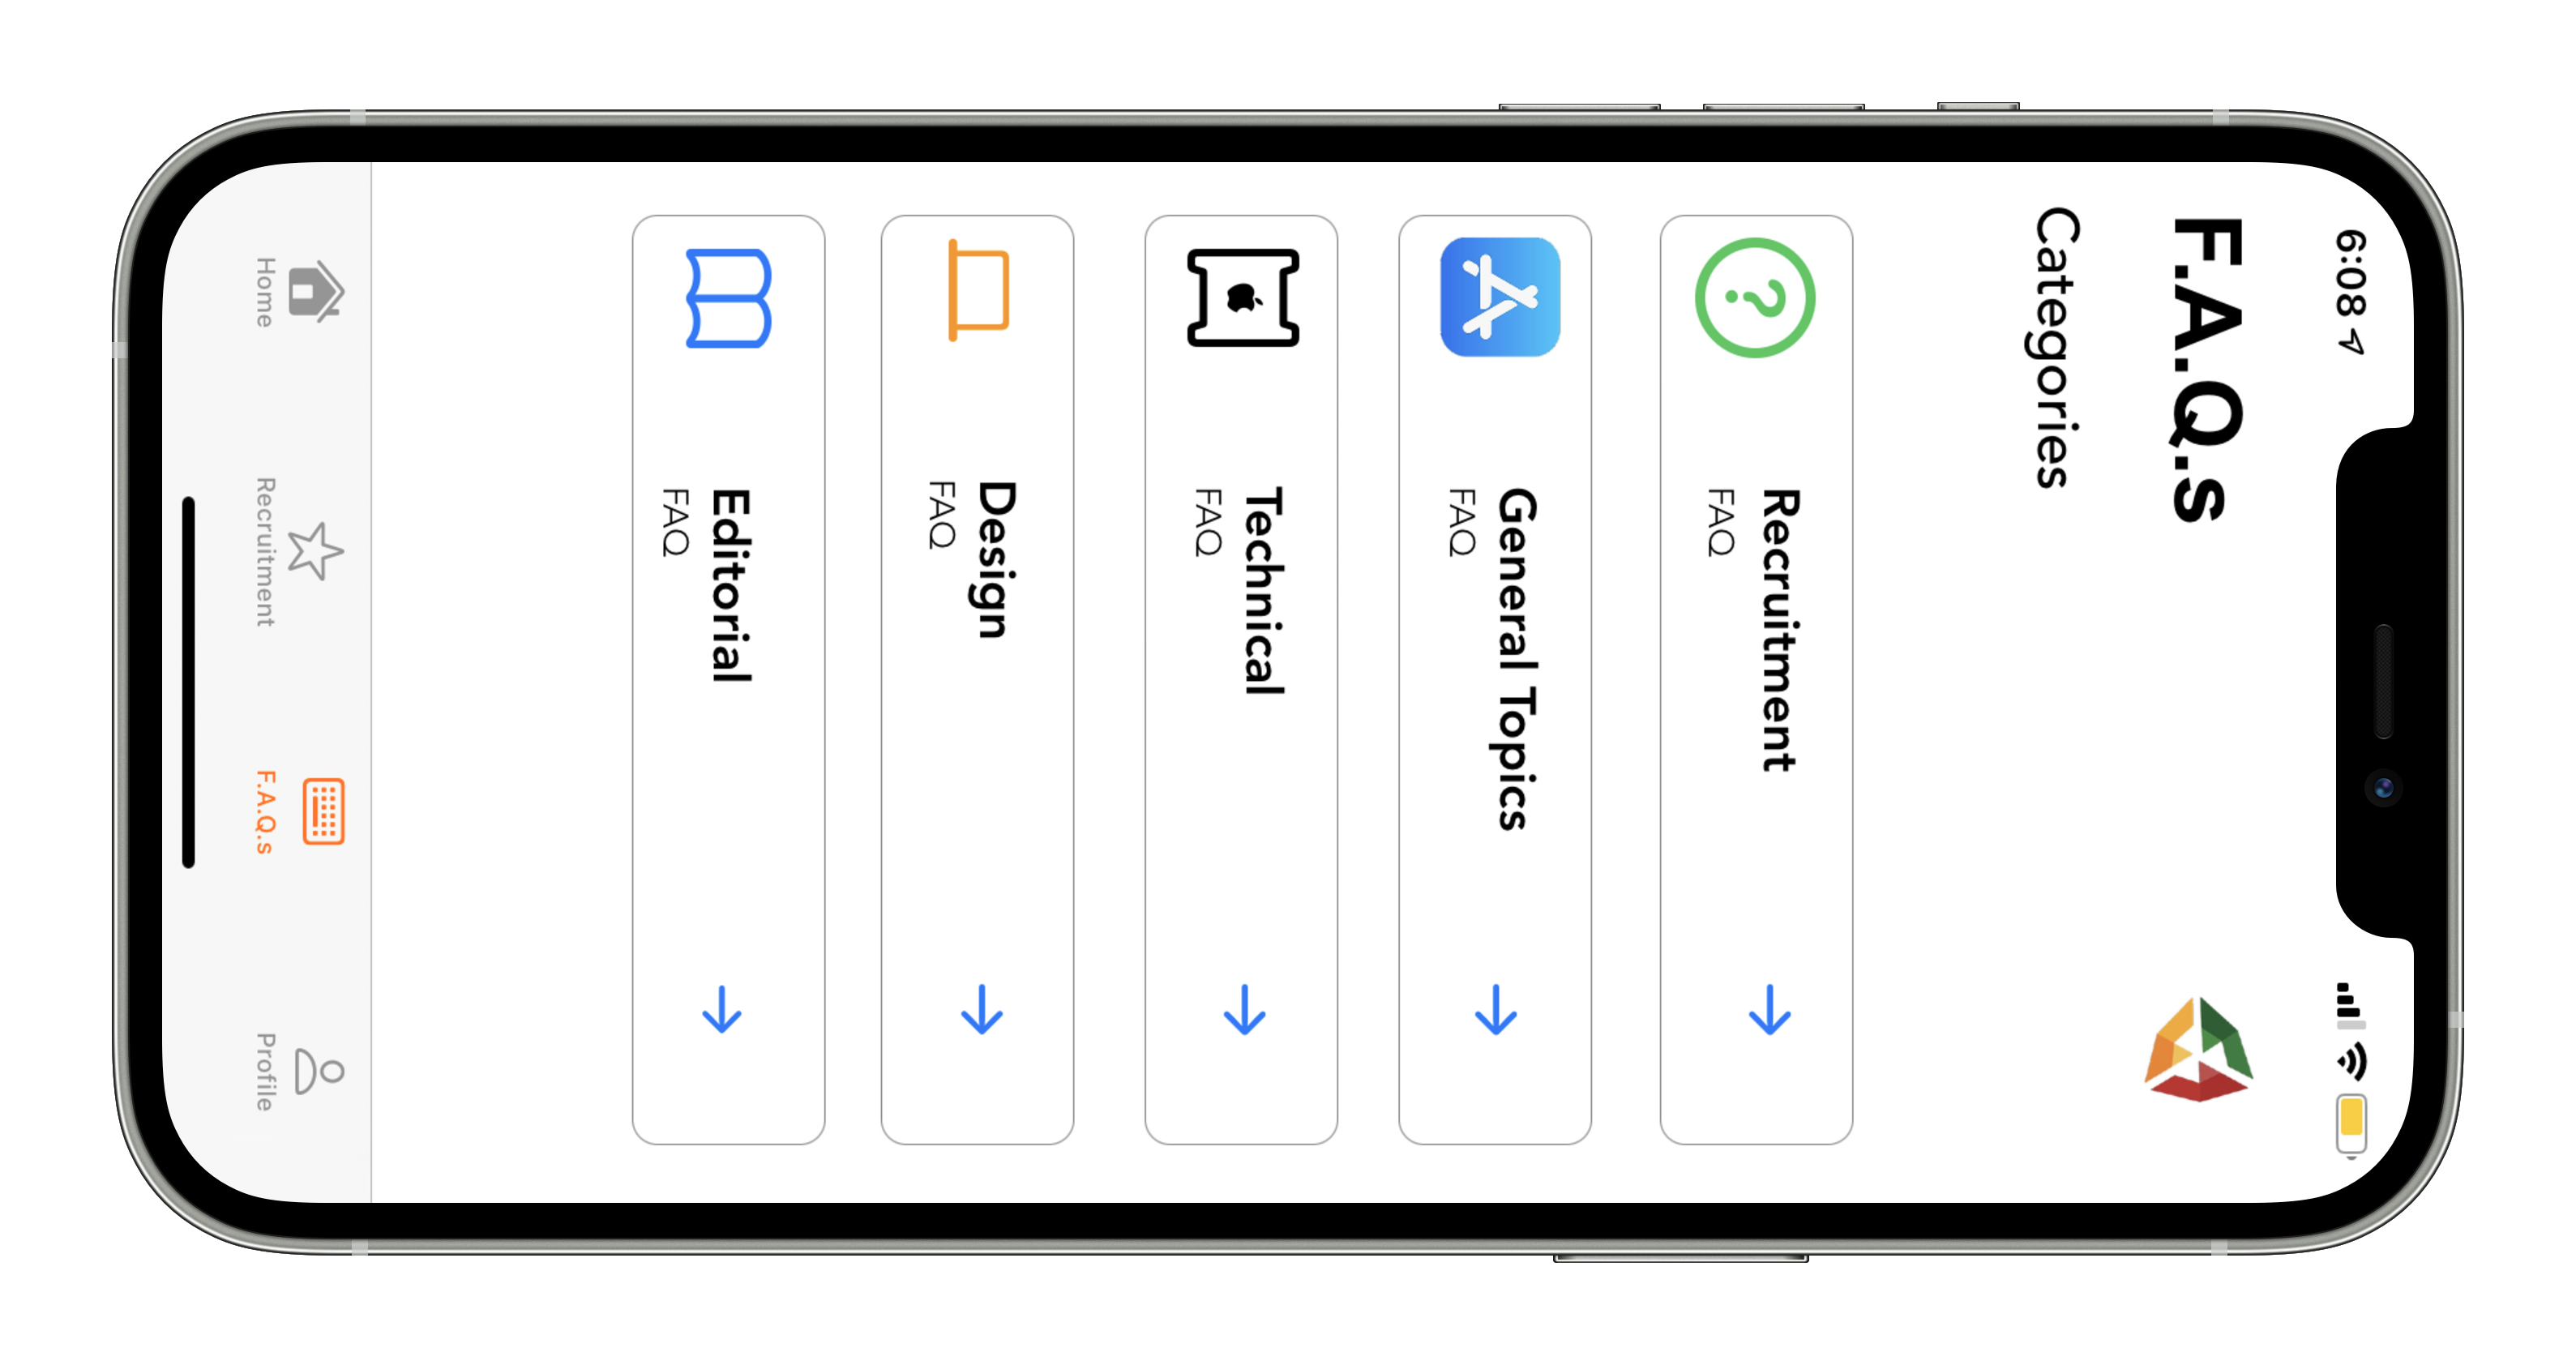 6:08
F.A.Q.s
Categories
Recruitment
FAQ
General Topics
FAQ
Technical
FAQ
Design
FAQ
Editorial
FAQ
Home
Recruitment
F.A.Q.s
Profile